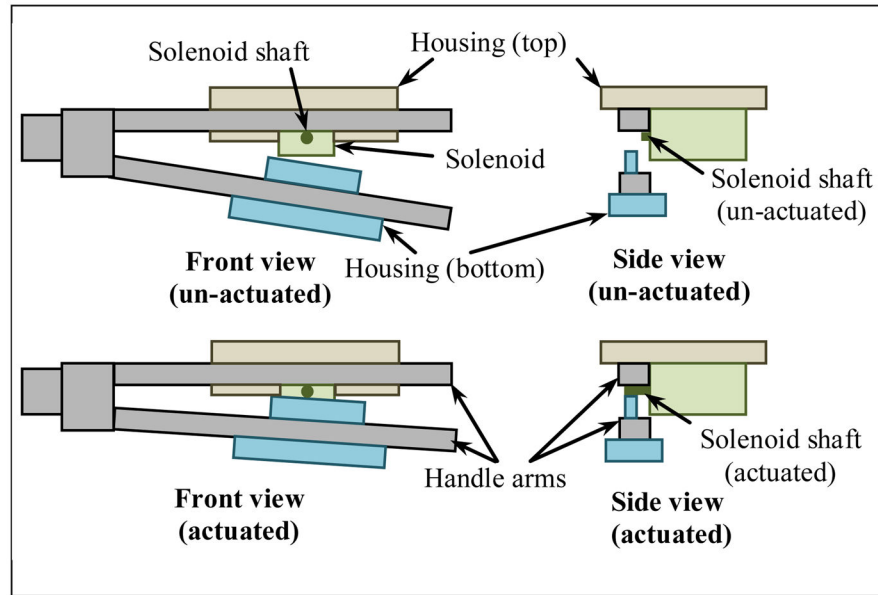 Housing (top)
Solenoid shaft
Solenoid
Solenoid shaft
(un-actuated)
Housing (bottom)
Front view
(un-actuated)
Side view
(un-actuated)
Solenoid shaft
(actuated)
Handle arms
Front view
(actuated)
Side view
(actuated)